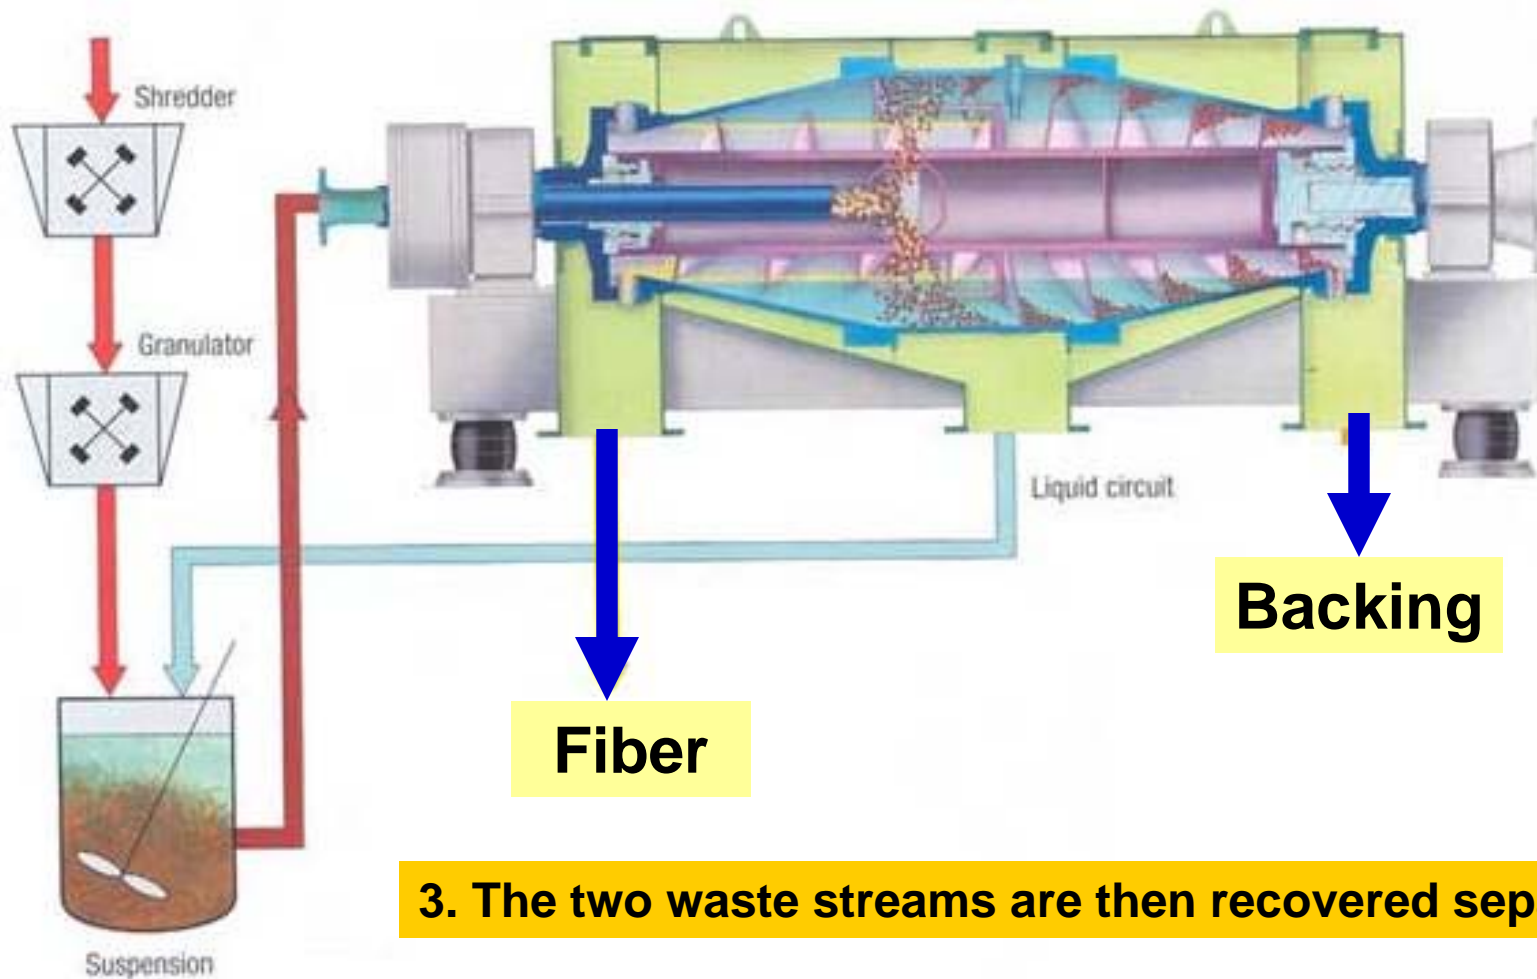 Shredder
Granulator
Liquid circuit
Backing
Fiber
3. The two waste streams are then recovered sep
Suspension